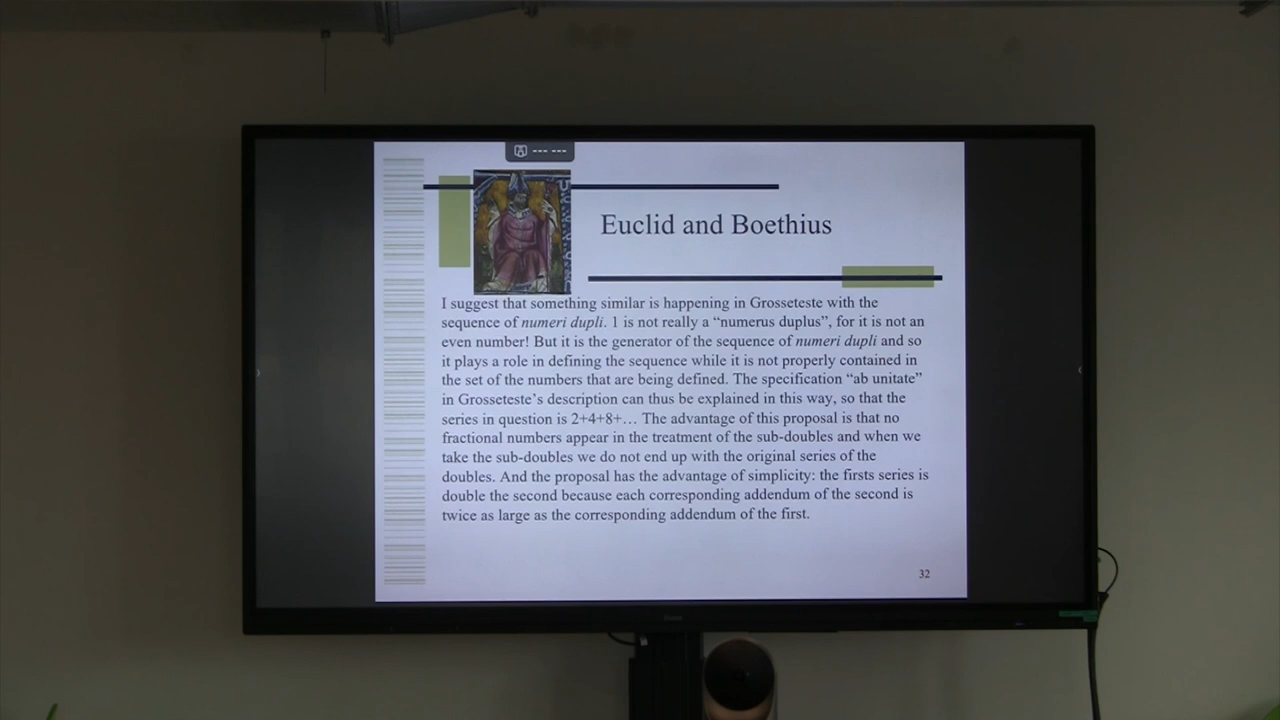 Euclid and Boethius
I suggest that something similar is happening in Grosseteste with the
sequence of numeri dupli. 1 is not really a “numerus duplus”, for it is not an
even number! But it is the generator of the sequence of numeri dupli and so
it plays a role in defining the sequence while it is not properly contained in
the set of the numbers that are being defined. The specification “ab unitate”
in Grosseteste’s description can thus be explained in this way, so that the
series in question is 2+4+8+… The advantage of this proposal is that no
fractional numbers appear in the treatment of the sub-doubles and when we
take the sub-doubles we do not end up with the original series of the
doubles. And the proposal has the advantage of simplicity: the firsts series is
double the second because each corresponding addendum of the second is
twice as large as the corresponding addendum of the first.
32